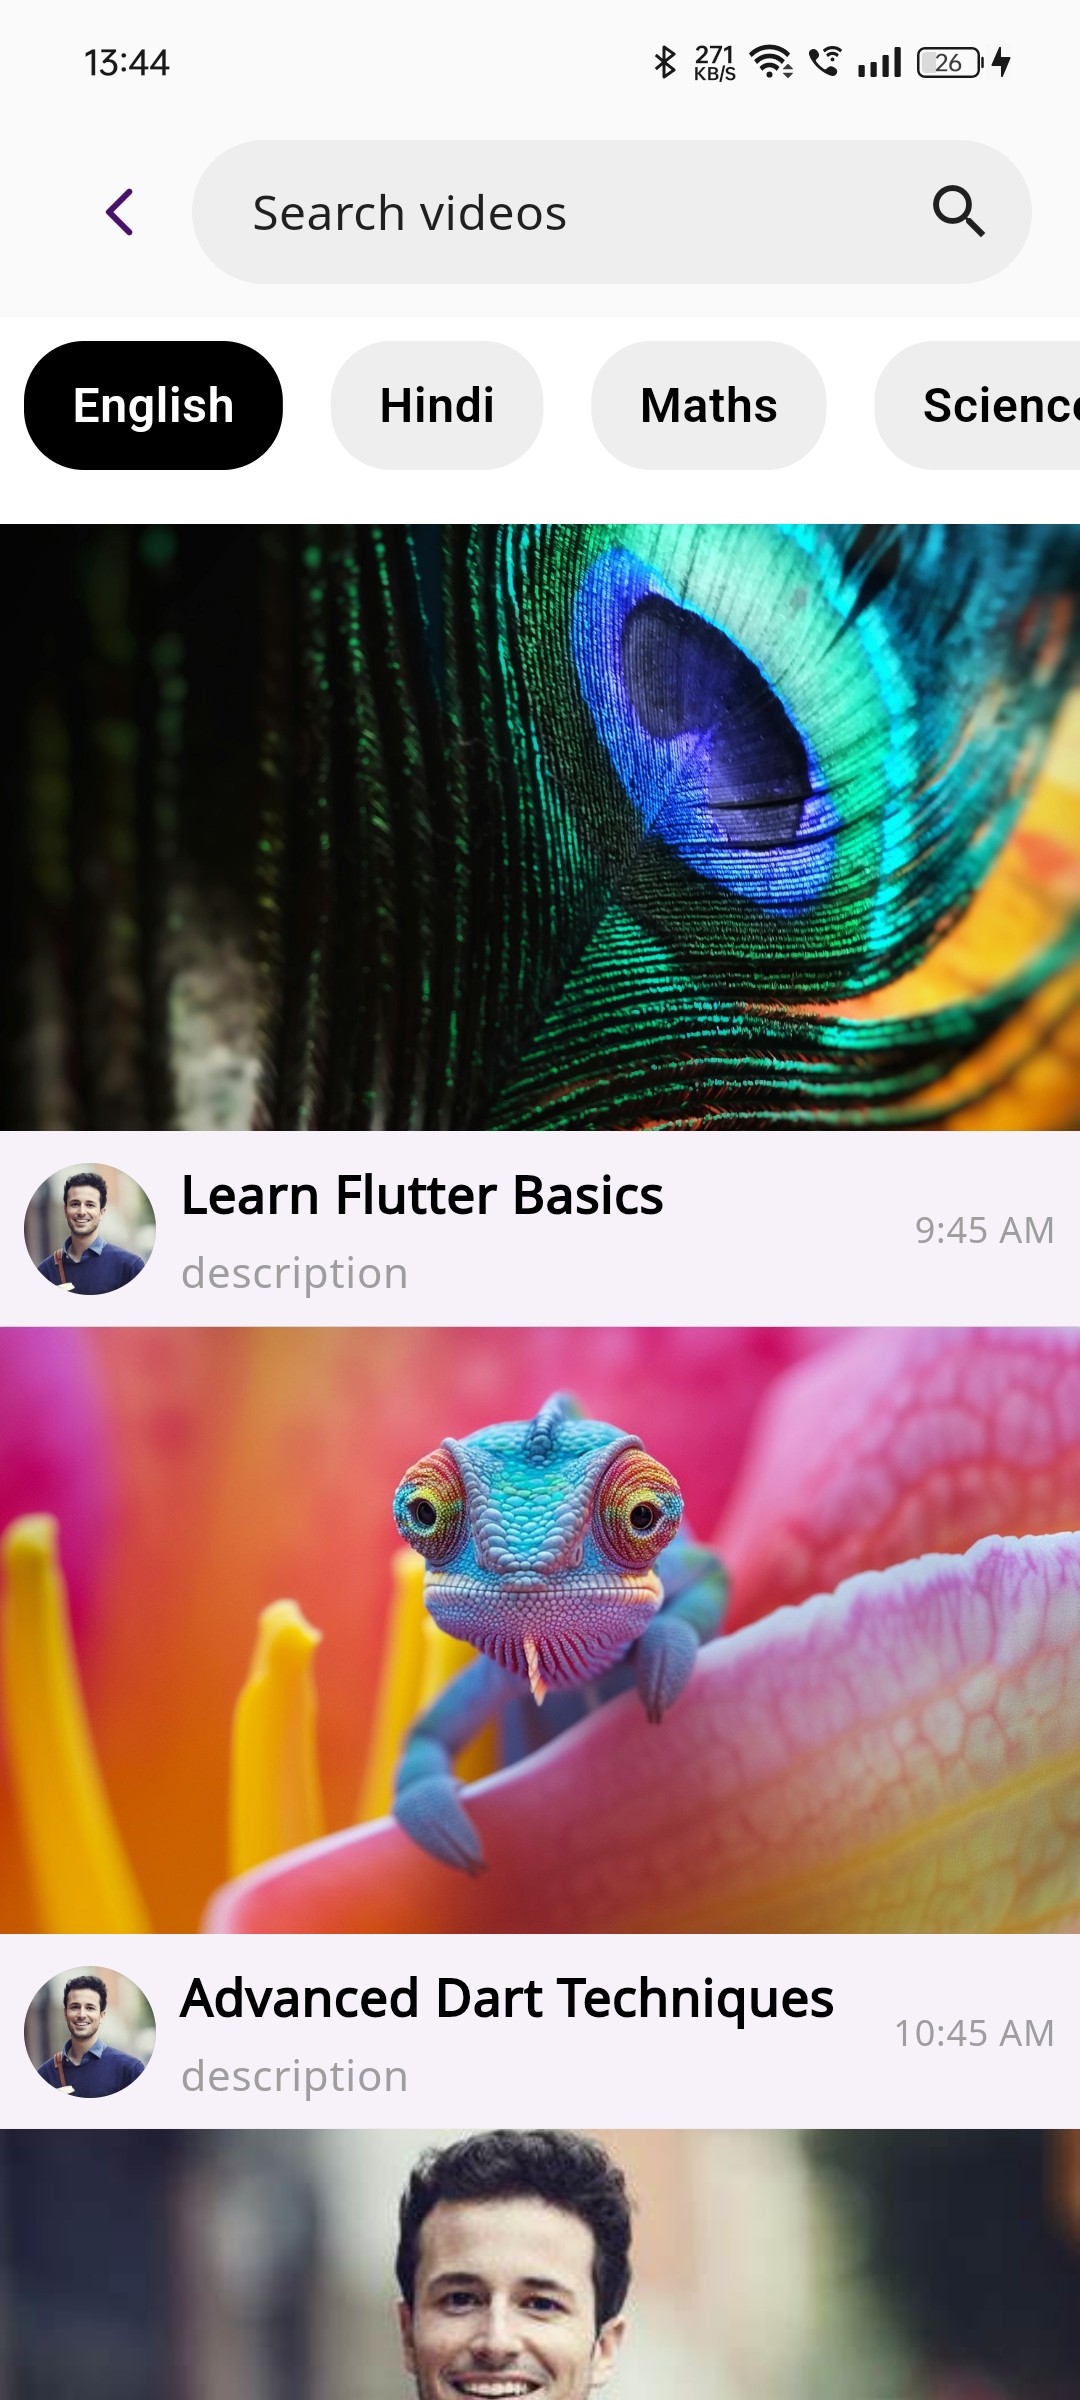 13:44
271
KB/S
26
Search videos
English
Hindi
Maths
Science
Learn Flutter Basics
description
9:45 AM
Advanced Dart Techniques
description
10:45 AM